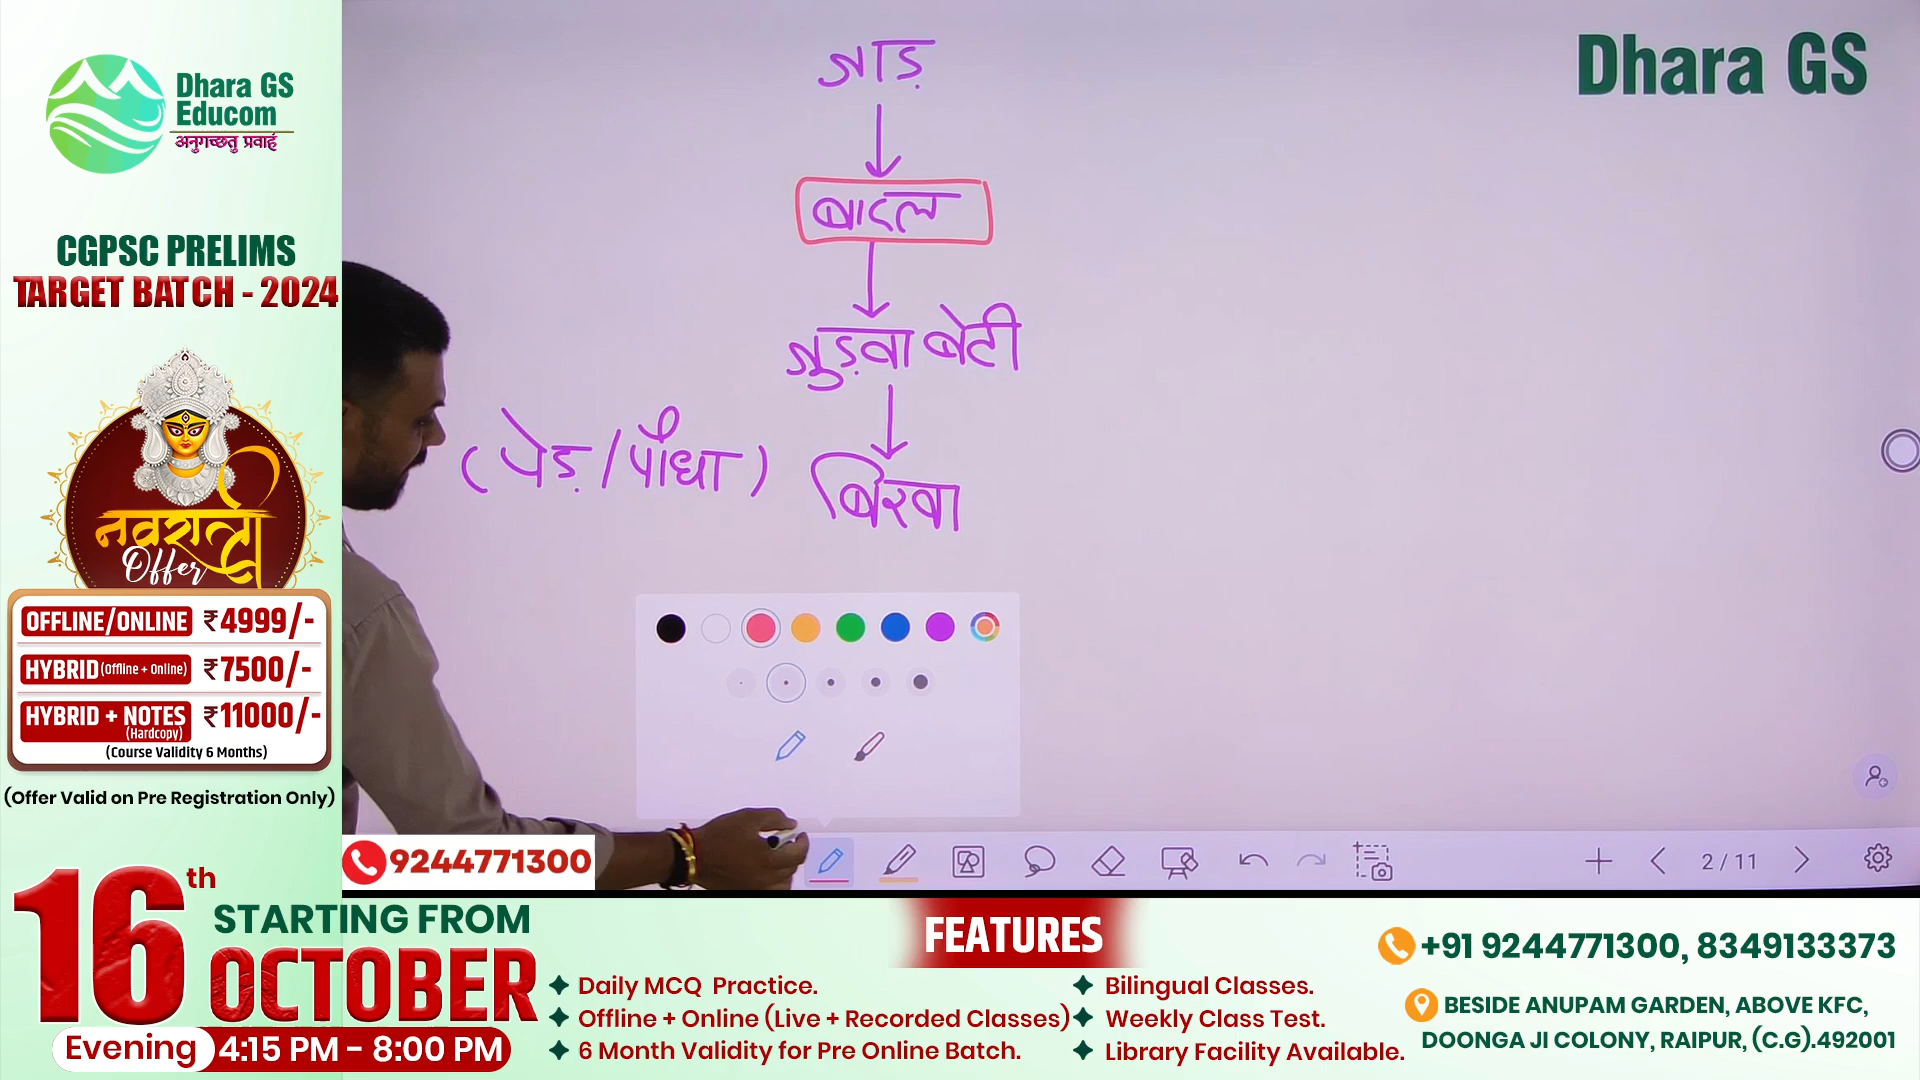 Dhara GS
Educom
अनुगच्छतु प्रवाहं
CGPSC PRELIMS
TARGET BATCH - 2024
नवरात्री
Offer
OFFLINE/ONLINE ₹4999/-
HYBRID (Offline + Online) ₹7500/-
HYBRID + NOTES ₹11000/-
(Hardcopy)
(Course Validity 6 Months)
(Offer Valid on Pre Registration Only)
16th
STARTING FROM
OCTOBER
Evening 4:15 PM - 8:00 PM
Dhara GS
जाड़
बादल
जुड़वा बेटी
(पेड़/पौधा) बिरवा
9244771300
2/11
FEATURES
Daily MCQ Practice.
Offline + Online (Live + Recorded Classes)
6 Month Validity for Pre Online Batch.
Bilingual Classes.
Weekly Class Test.
Library Facility Available.
+91 9244771300, 8349133373
BESIDE ANUPAM GARDEN, ABOVE KFC,
DOONGA JI COLONY, RAIPUR, (C.G).492001